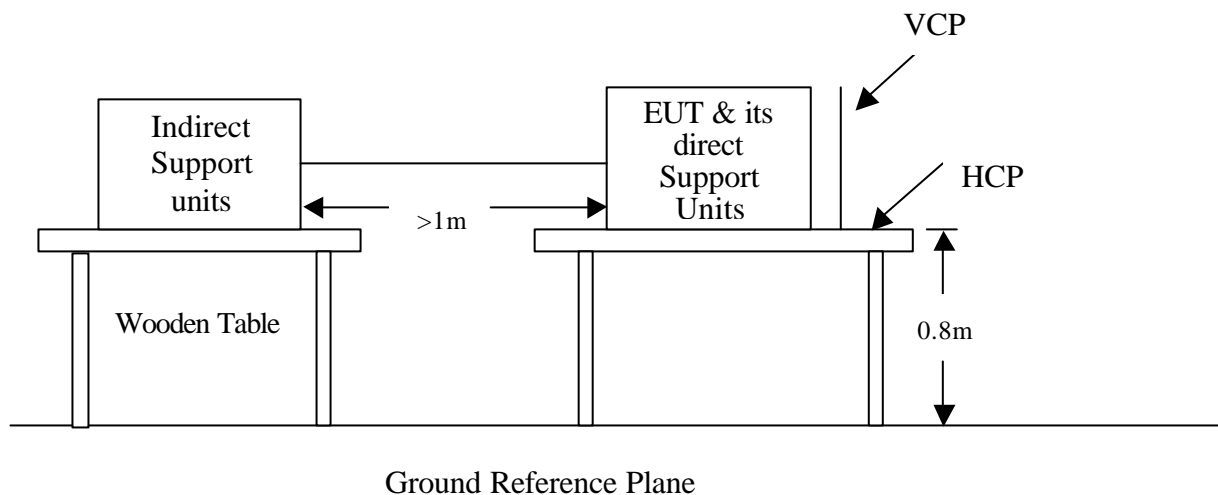 VCP
Indirect
Support
units
EUT & its
direct
Support
Units
HCP
>1m
Wooden Table
0.8m
Ground Reference Plane